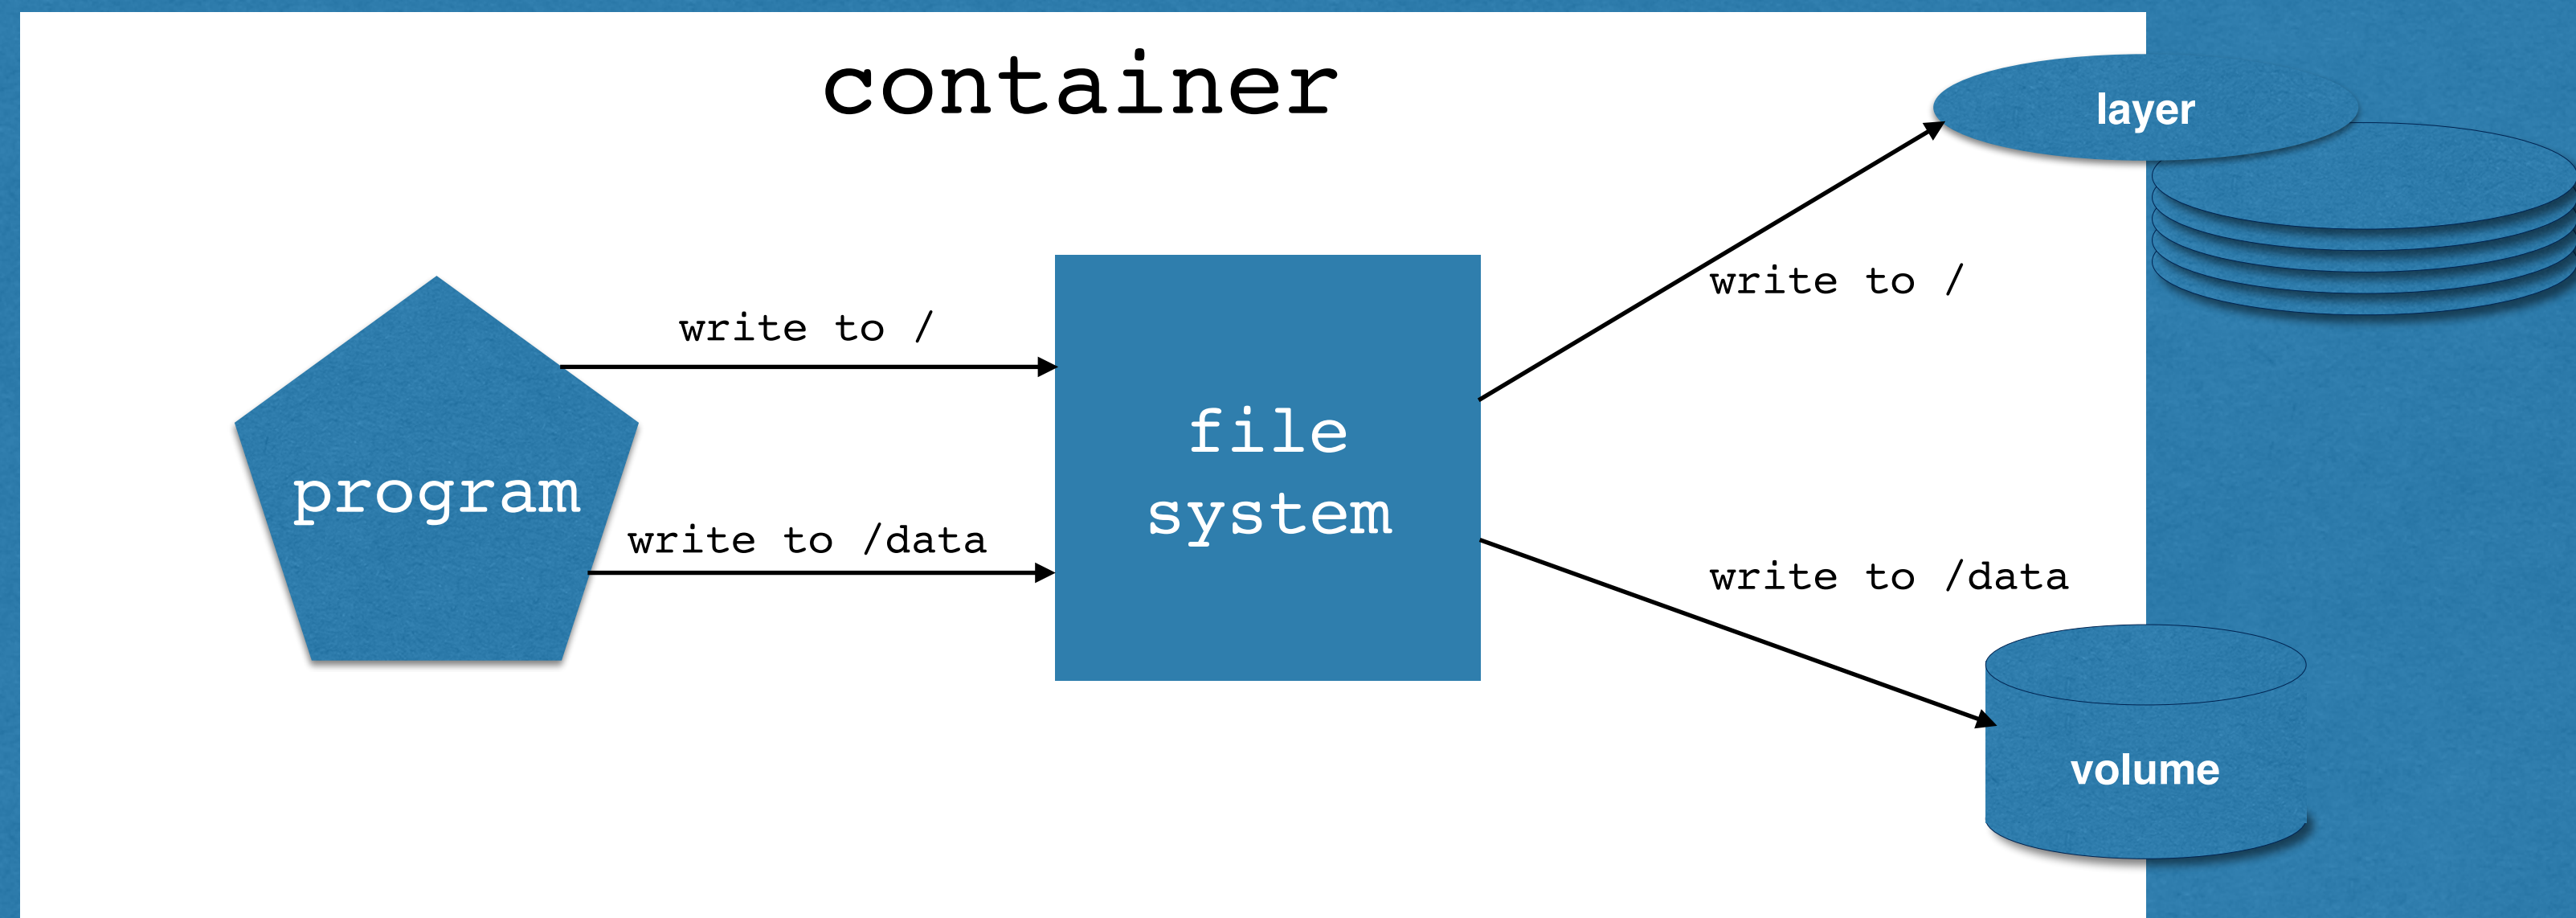 container
layer
write to /
write to /
file
system
program
write to /data
write to /data
volume